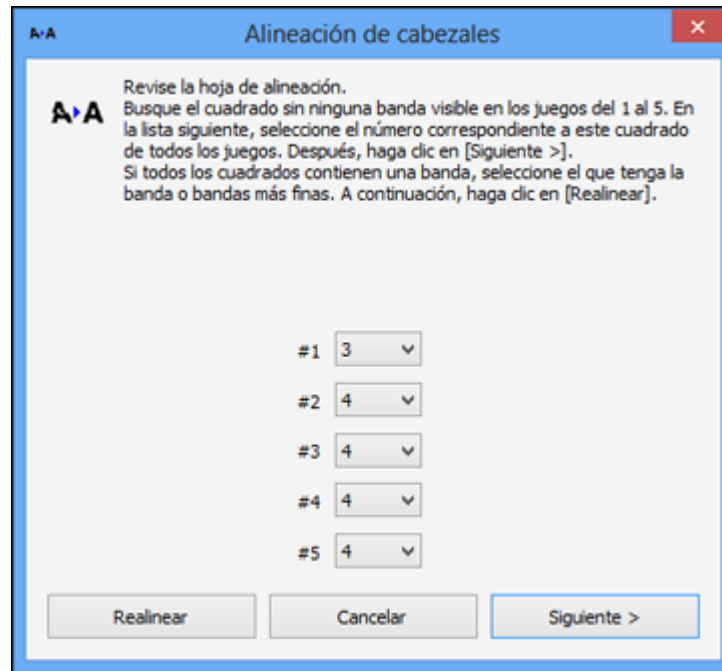 A A
Alineación de cabezales
A A
Revise la hoja de alineación.
Busque el cuadrado sin ninguna banda visible en los juegos del 1 al 5. En
la lista siguiente, seleccione el número correspondiente a este cuadrado
de todos los juegos. Después, haga clic en [Siguiente >].
Si todos los cuadrados contienen una banda, seleccione el que tenga la
banda o bandas más finas. A continuación, haga clic en [Realinear].
#1 3
#2 4
#3 4
#4 4
#5 4
Realinear Cancelar Siguiente >